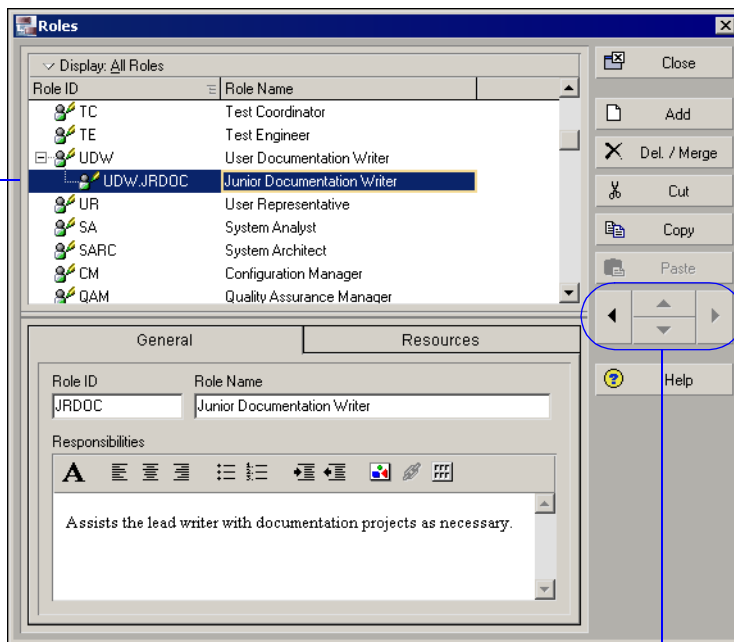 Roles
Display: All Roles
Role ID Role Name
TC Test Coordinator
TE Test Engineer
UDW User Documentation Writer
UDW.JRDOC Junior Documentation Writer
UR User Representative
SA System Analyst
SARC System Architect
CM Configuration Manager
QAM Quality Assurance Manager
Close
Add
Del. / Merge
Cut
Copy
Paste
Help
General Resources
Role ID Role Name
JRDOC Junior Documentation Writer
Responsibilities
A
Assists the lead writer with documentation projects as necessary.